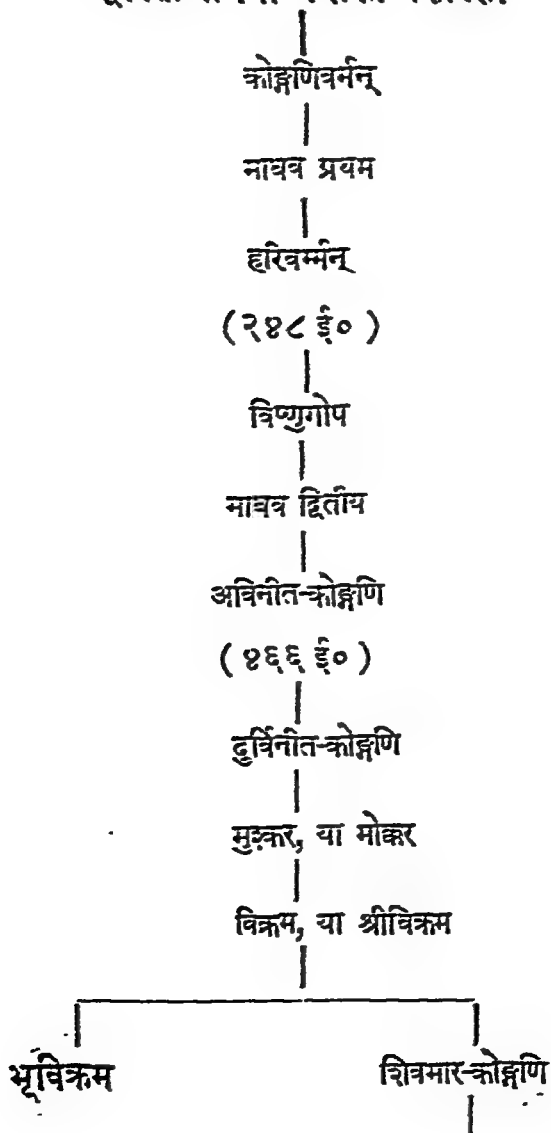 कोङ्गणिवर्मन्
माधव प्रथम
हरिवर्म्मन्
(२४८ ई०)
विष्णुगोप
माधव द्वितीय
अविनीत-कोङ्गणि
(४६६ ई०)
दुर्विनीत-कोङ्गणि
मुश्कर, या मोक्कर
विक्रम, या श्रीविक्रम
भूविक्रम शिवमार-कोङ्गणि